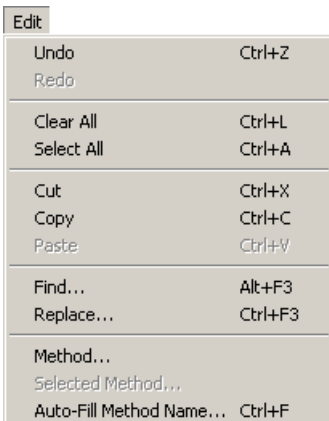 Edit
Undo Ctrl+Z
Redo
Clear All Ctrl+L
Select All Ctrl+A
Cut Ctrl+X
Copy Ctrl+C
Paste Ctrl+V
Find... Alt+F3
Replace... Ctrl+F3
Method...
Selected Method...
Auto-Fill Method Name... Ctrl+F